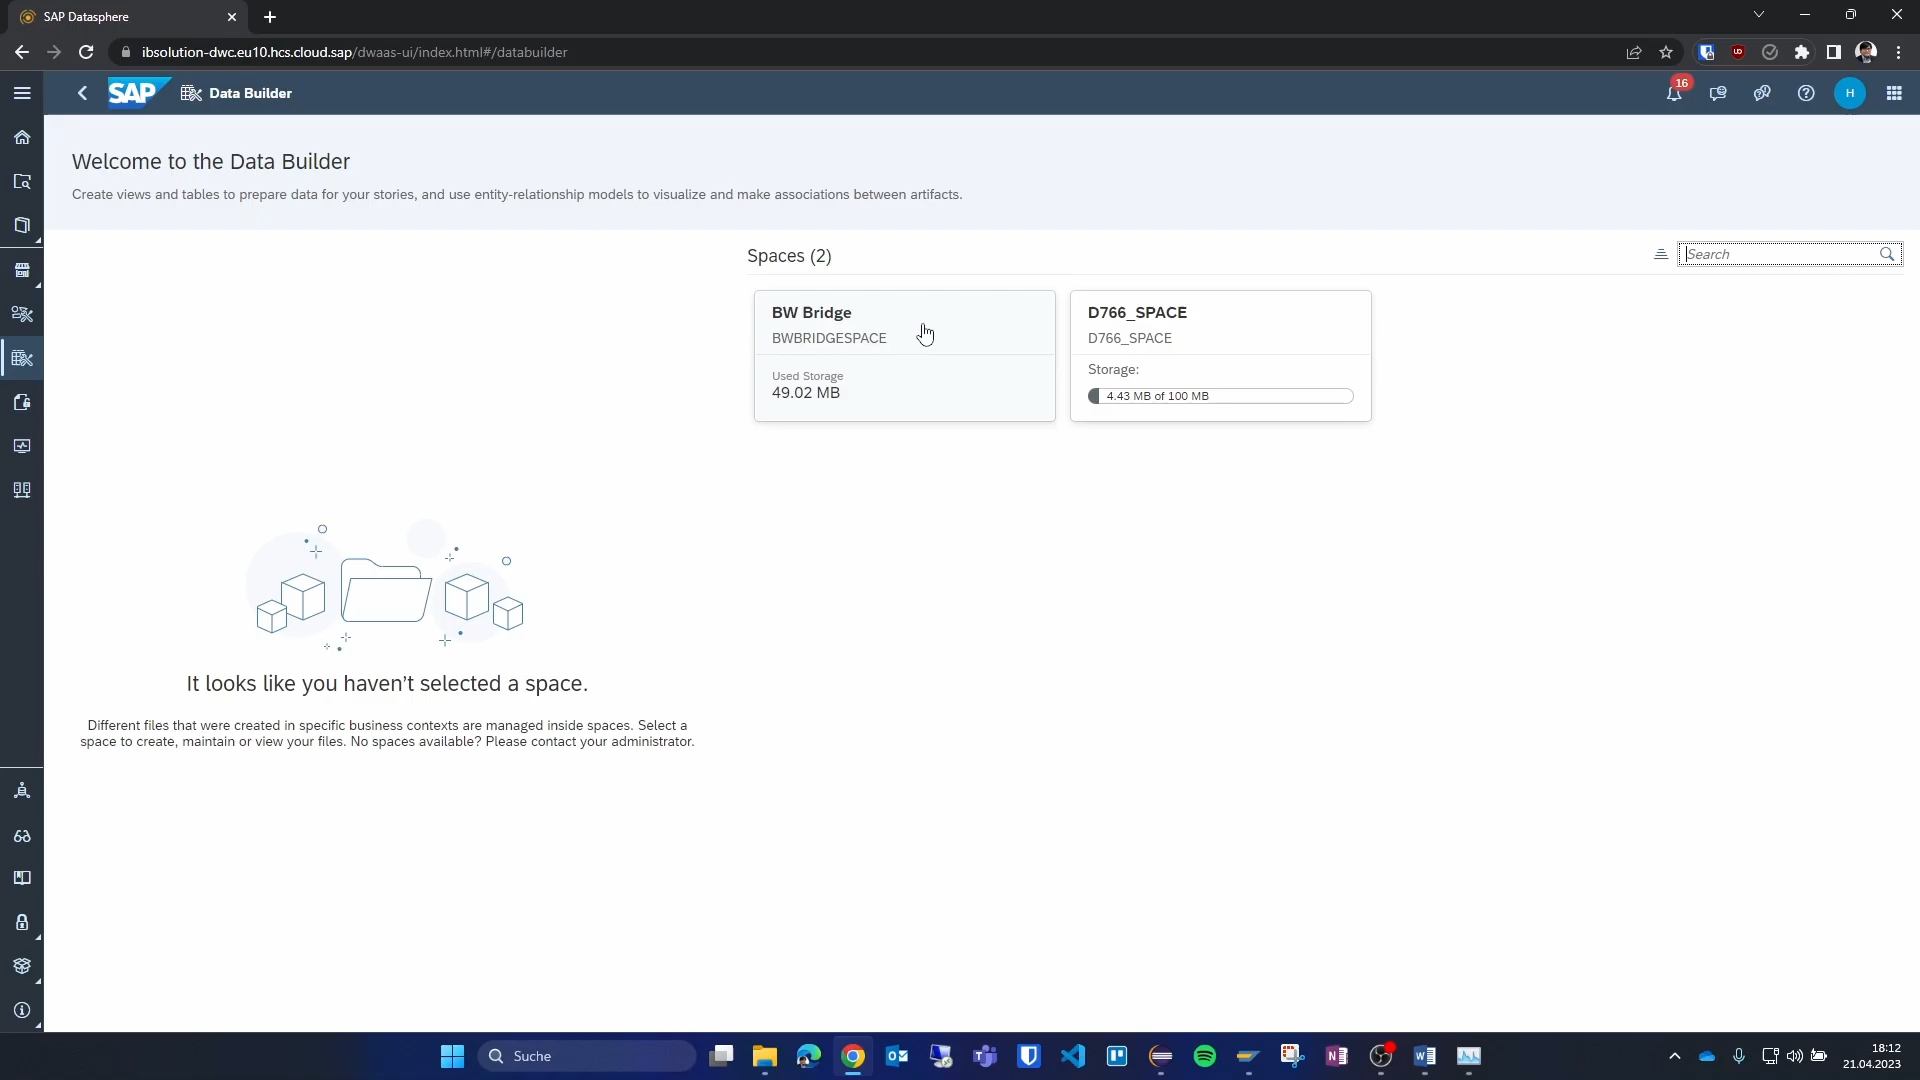 SAP Datasphere
ibsolution-dwc.eu10.hcs.cloud.sap/dwaas-ui/index.html#/databuilder
SAP
Data Builder
16
H
Welcome to the Data Builder
Create views and tables to prepare data for your stories, and use entity-relationship models to visualize and make associations between artifacts.
Spaces (2)
Search
BW Bridge
BWBRIDGESPACE
Used Storage
49.02 MB
D766_SPACE
D766_SPACE
Storage:
4.43 MB of 100 MB
It looks like you haven’t selected a space.
Different files that were created in specific business contexts are managed inside spaces. Select a
space to create, maintain or view your files. No spaces available? Please contact your administrator.
Suche
18:12
21.04.2023